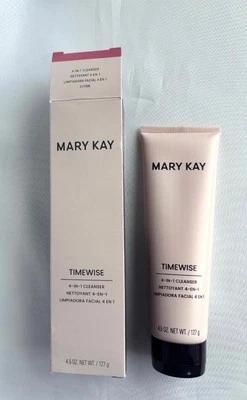 4-IN-1 CLEANSER
NETTOYANT 4-EN-1
LIMPIADORA FACIAL 4 EN 1
MARY KAY
TIMEWISE
4-IN-1 CLEANSER
NETTOYANT 4-EN-1
LIMPIADORA FACIAL 4 EN 1
4.5 OZ. NET WT. / 127 g
MARY KAY
TIMEWISE
4-IN-1 CLEANSER
NETTOYANT 4-EN-1
LIMPIADORA FACIAL 4 EN 1
4.5 OZ. NET WT. / 127 g